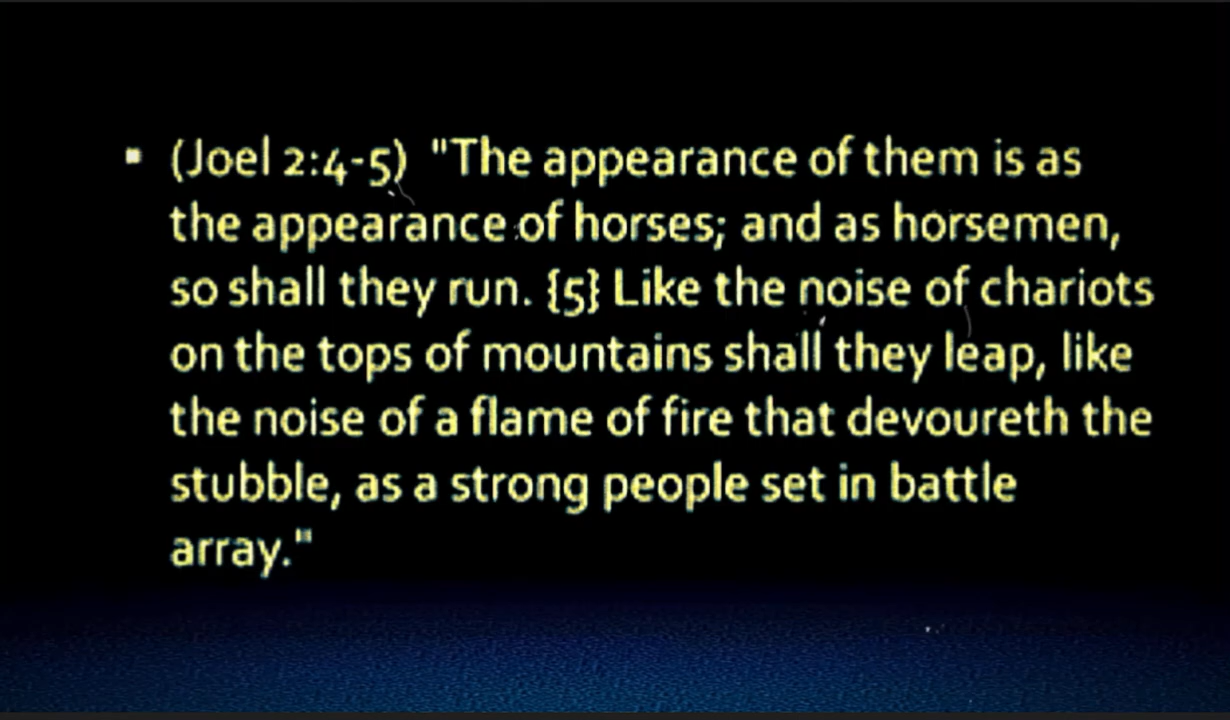 ▪ (Joel 2:4-5) "The appearance of them is as
the appearance of horses; and as horsemen,
so shall they run. {5} Like the noise of chariots
on the tops of mountains shall they leap, like
the noise of a flame of fire that devoureth the
stubble, as a strong people set in battle
array."